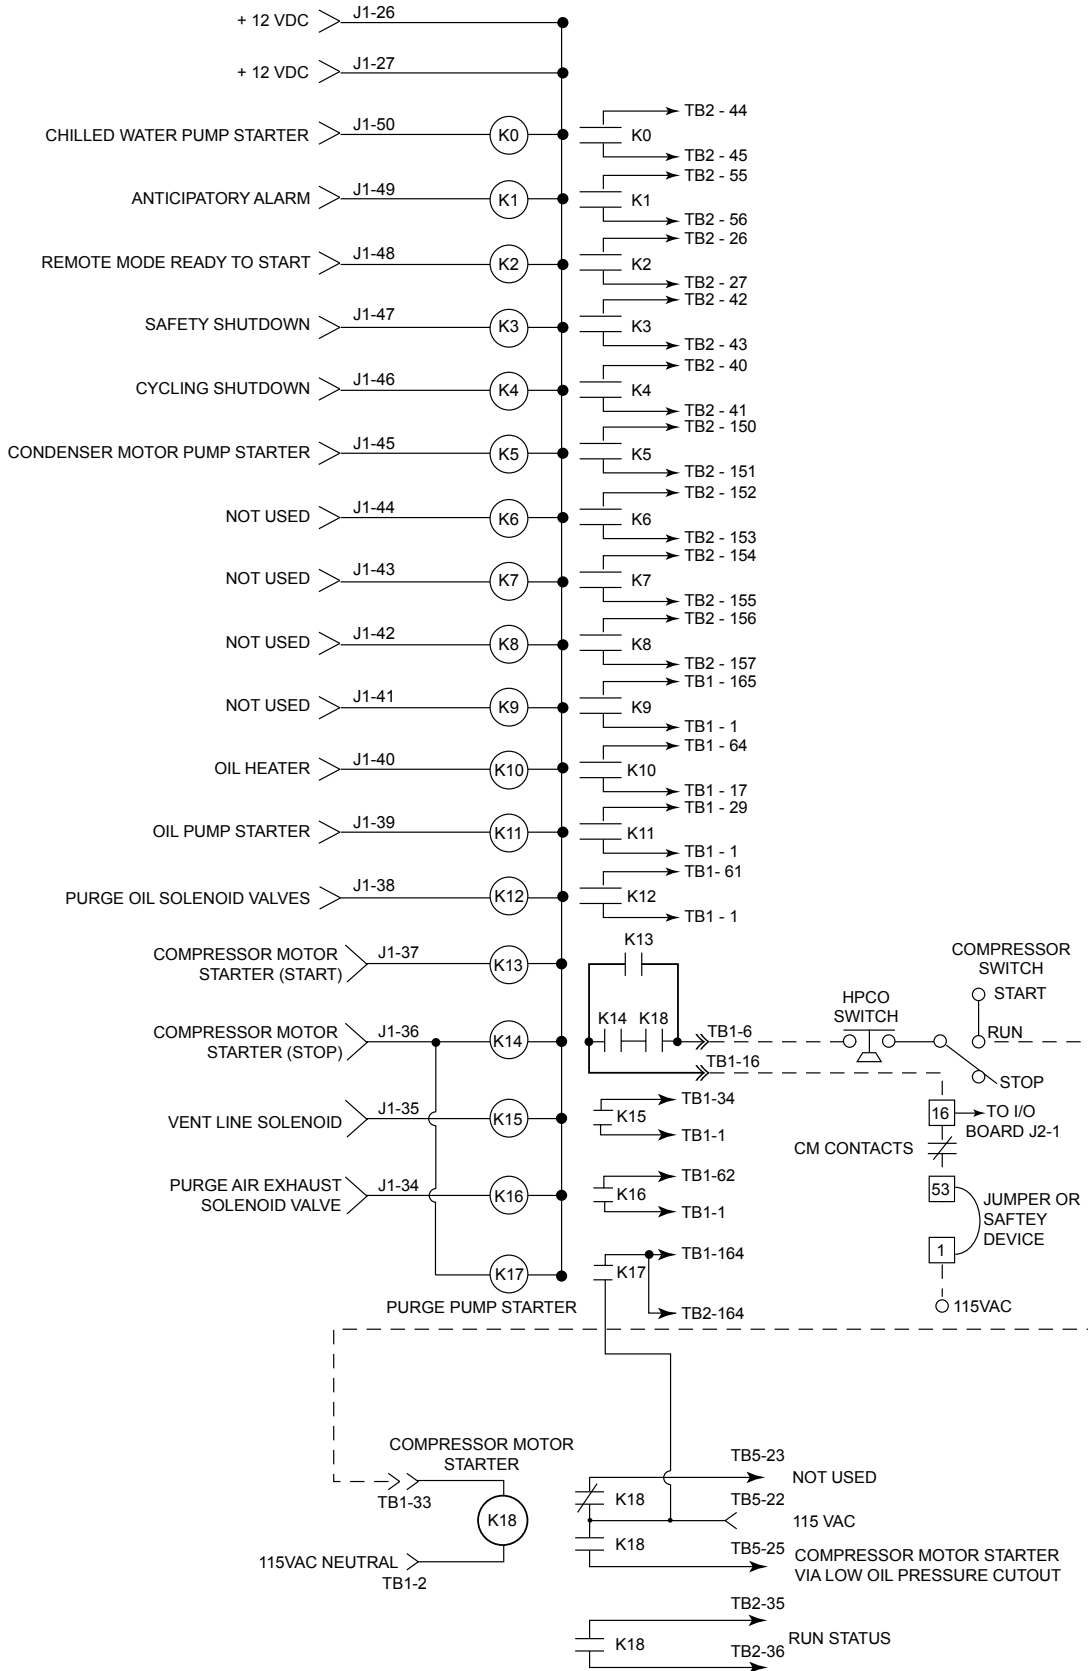 + 12 VDC J1-26
+ 12 VDC J1-27
CHILLED WATER PUMP STARTER J1-50 K0 K0 TB2 - 44
TB2 - 45
ANTICIPATORY ALARM J1-49 K1 K1 TB2 - 55
TB2 - 56
REMOTE MODE READY TO START J1-48 K2 K2 TB2 - 26
TB2 - 27
SAFETY SHUTDOWN J1-47 K3 K3 TB2 - 42
TB2 - 43
CYCLING SHUTDOWN J1-46 K4 K4 TB2 - 40
TB2 - 41
CONDENSER MOTOR PUMP STARTER J1-45 K5 K5 TB2 - 150
TB2 - 151
NOT USED J1-44 K6 K6 TB2 - 152
TB2 - 153
NOT USED J1-43 K7 K7 TB2 - 154
TB2 - 155
NOT USED J1-42 K8 K8 TB2 - 156
TB2 - 157
NOT USED J1-41 K9 K9 TB1 - 165
TB1 - 1
OIL HEATER J1-40 K10 K10 TB1 - 64
TB1 - 17
OIL PUMP STARTER J1-39 K11 K11 TB1 - 29
TB1 - 1
PURGE OIL SOLENOID VALVES J1-38 K12 K12 TB1- 61
TB1 - 1
COMPRESSOR MOTOR
STARTER (START) J1-37 K13
K13
COMPRESSOR MOTOR
STARTER (STOP) J1-36 K14
K14 K18 TB1-6
TB1-16
HPCO
SWITCH
COMPRESSOR
SWITCH
START
RUN
STOP
16 TO I/O
BOARD J2-1
CM CONTACTS
53
JUMPER OR
SAFTEY
DEVICE
1
115VAC
VENT LINE SOLENOID J1-35 K15 K15 TB1-34
TB1-1
PURGE AIR EXHAUST
SOLENOID VALVE J1-34 K16 K16 TB1-62
TB1-1
K17
PURGE PUMP STARTER
K17 TB1-164
TB2-164
COMPRESSOR MOTOR
STARTER
TB1-33
K18
115VAC NEUTRAL
TB1-2
K18 TB5-23
NOT USED
TB5-22
115 VAC
K18 TB5-25
COMPRESSOR MOTOR STARTER
VIA LOW OIL PRESSURE CUTOUT
K18 TB2-35
RUN STATUS
TB2-36